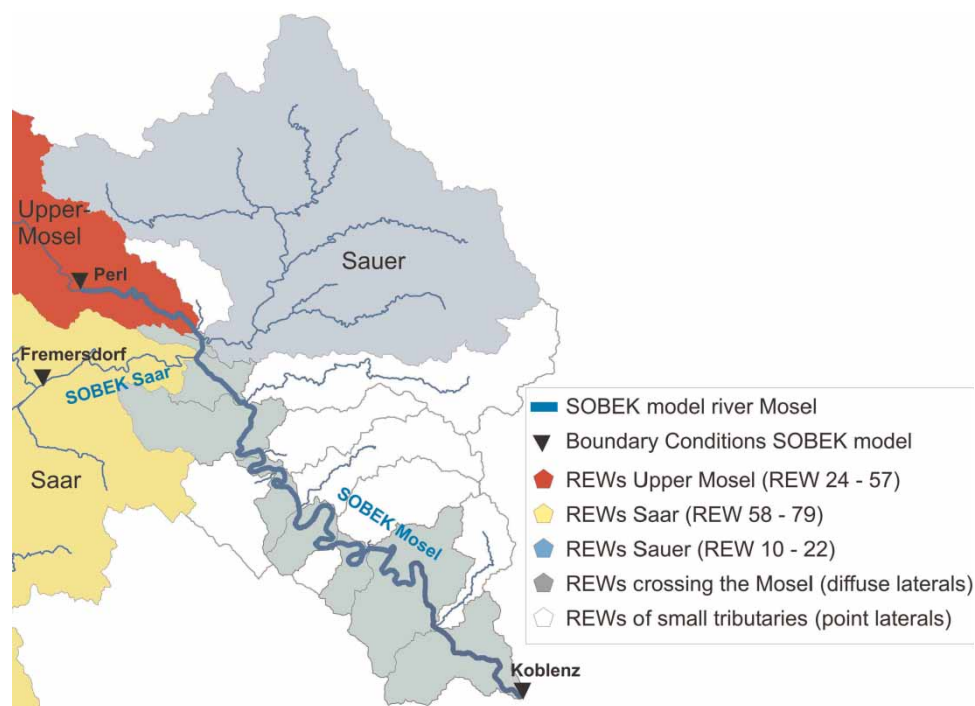 Upper-
Mosel
Perl
Sauer
Fremersdorf
SOBEK Saar
Saar
SOBEK Mosel
Koblenz
SOBEK model river Mosel
Boundary Conditions SOBEK model
REWs Upper Mosel (REW 24 - 57)
REWs Saar (REW 58 - 79)
REWs Sauer (REW 10 - 22)
REWs crossing the Mosel (diffuse laterals)
REWs of small tributaries (point laterals)